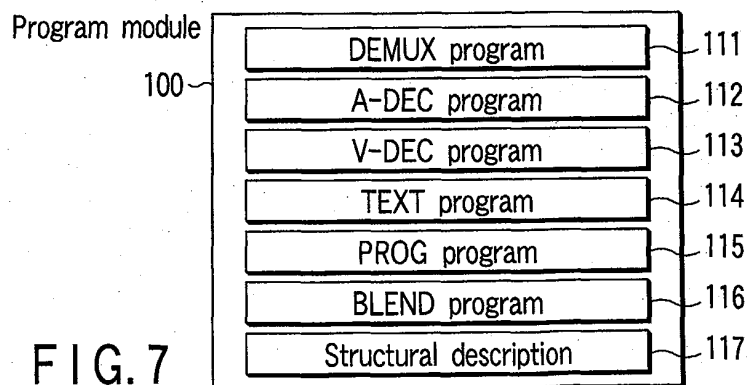 Program module
100
DEMUX program 111
A-DEC program 112
V-DEC program 113
TEXT program 114
PROG program 115
BLEND program 116
Structural description 117
FIG. 7